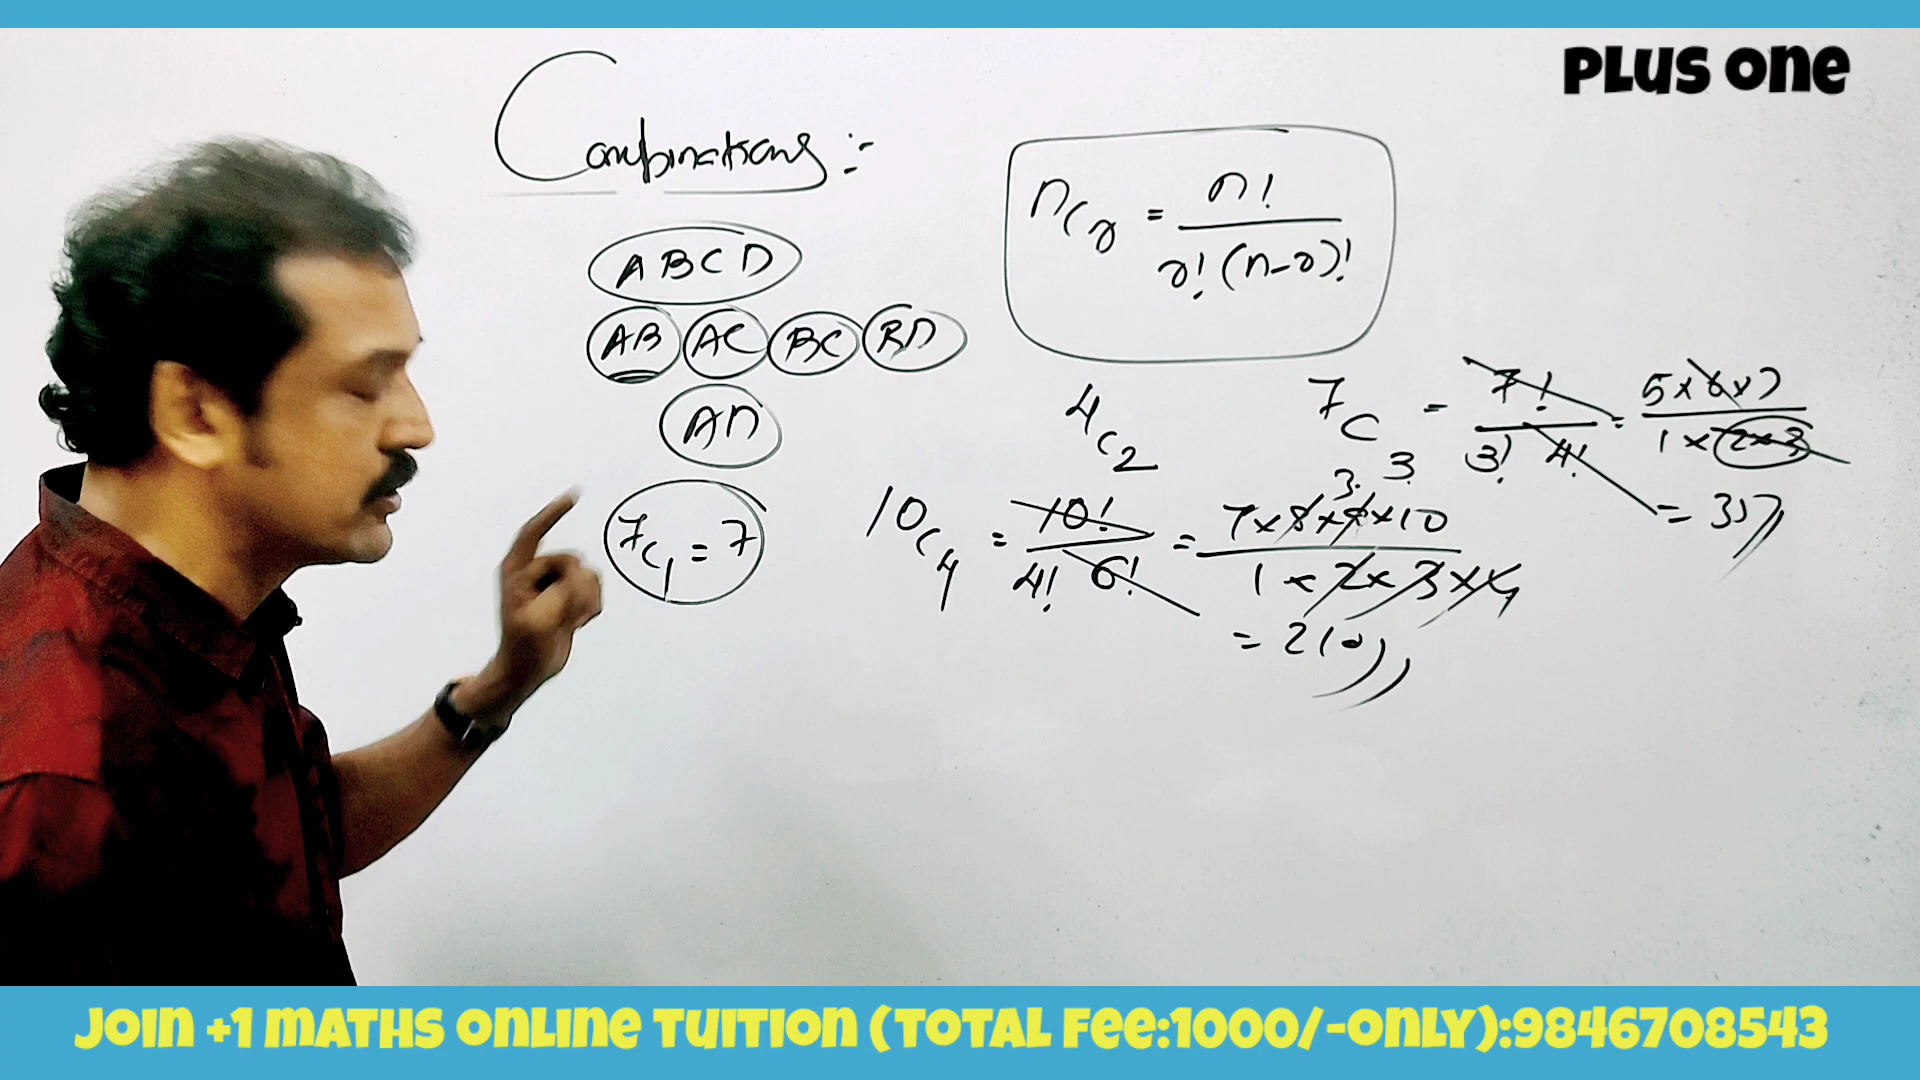 PLUS ONE
Combinations :-
nCr = n! / r! (n-r)!
A B C D
AB AC BC BD
AD
4C2
7C3 = 7! / 3! 4! = 5×6×7 / 1×2×3
= 35
7C1 = 7
10C4 = 10! / 4! 6! = 7×8×9×10 / 1×2×3×4
3
= 210
JOIN +1 MATHS ONLINE TUITION (TOTAL FEE:1000/-ONLY):9846708543